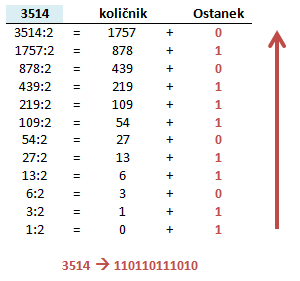 3514 količnik Ostanek
3514:2 = 1757 + 0
1757:2 = 878 + 1
878:2 = 439 + 0
439:2 = 219 + 1
219:2 = 109 + 1
109:2 = 54 + 1
54:2 = 27 + 0
27:2 = 13 + 1
13:2 = 6 + 1
6:2 = 3 + 0
3:2 = 1 + 1
1:2 = 0 + 1
3514 → 110110111010